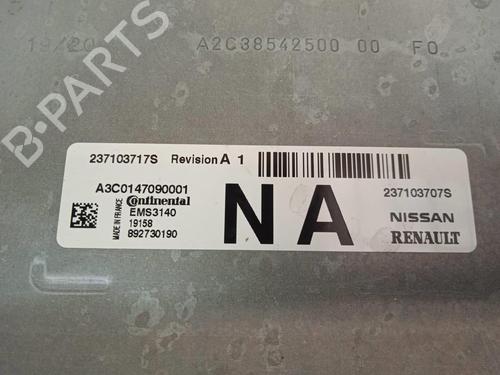 19/20 A2C38542500 00 F0
237103717S Revision A 1
A3C0147090001
Continental
EMS3140
19158
892730190
MADE IN FRANCE
NA
237103707S
NISSAN
RENAULT
B-PARTS